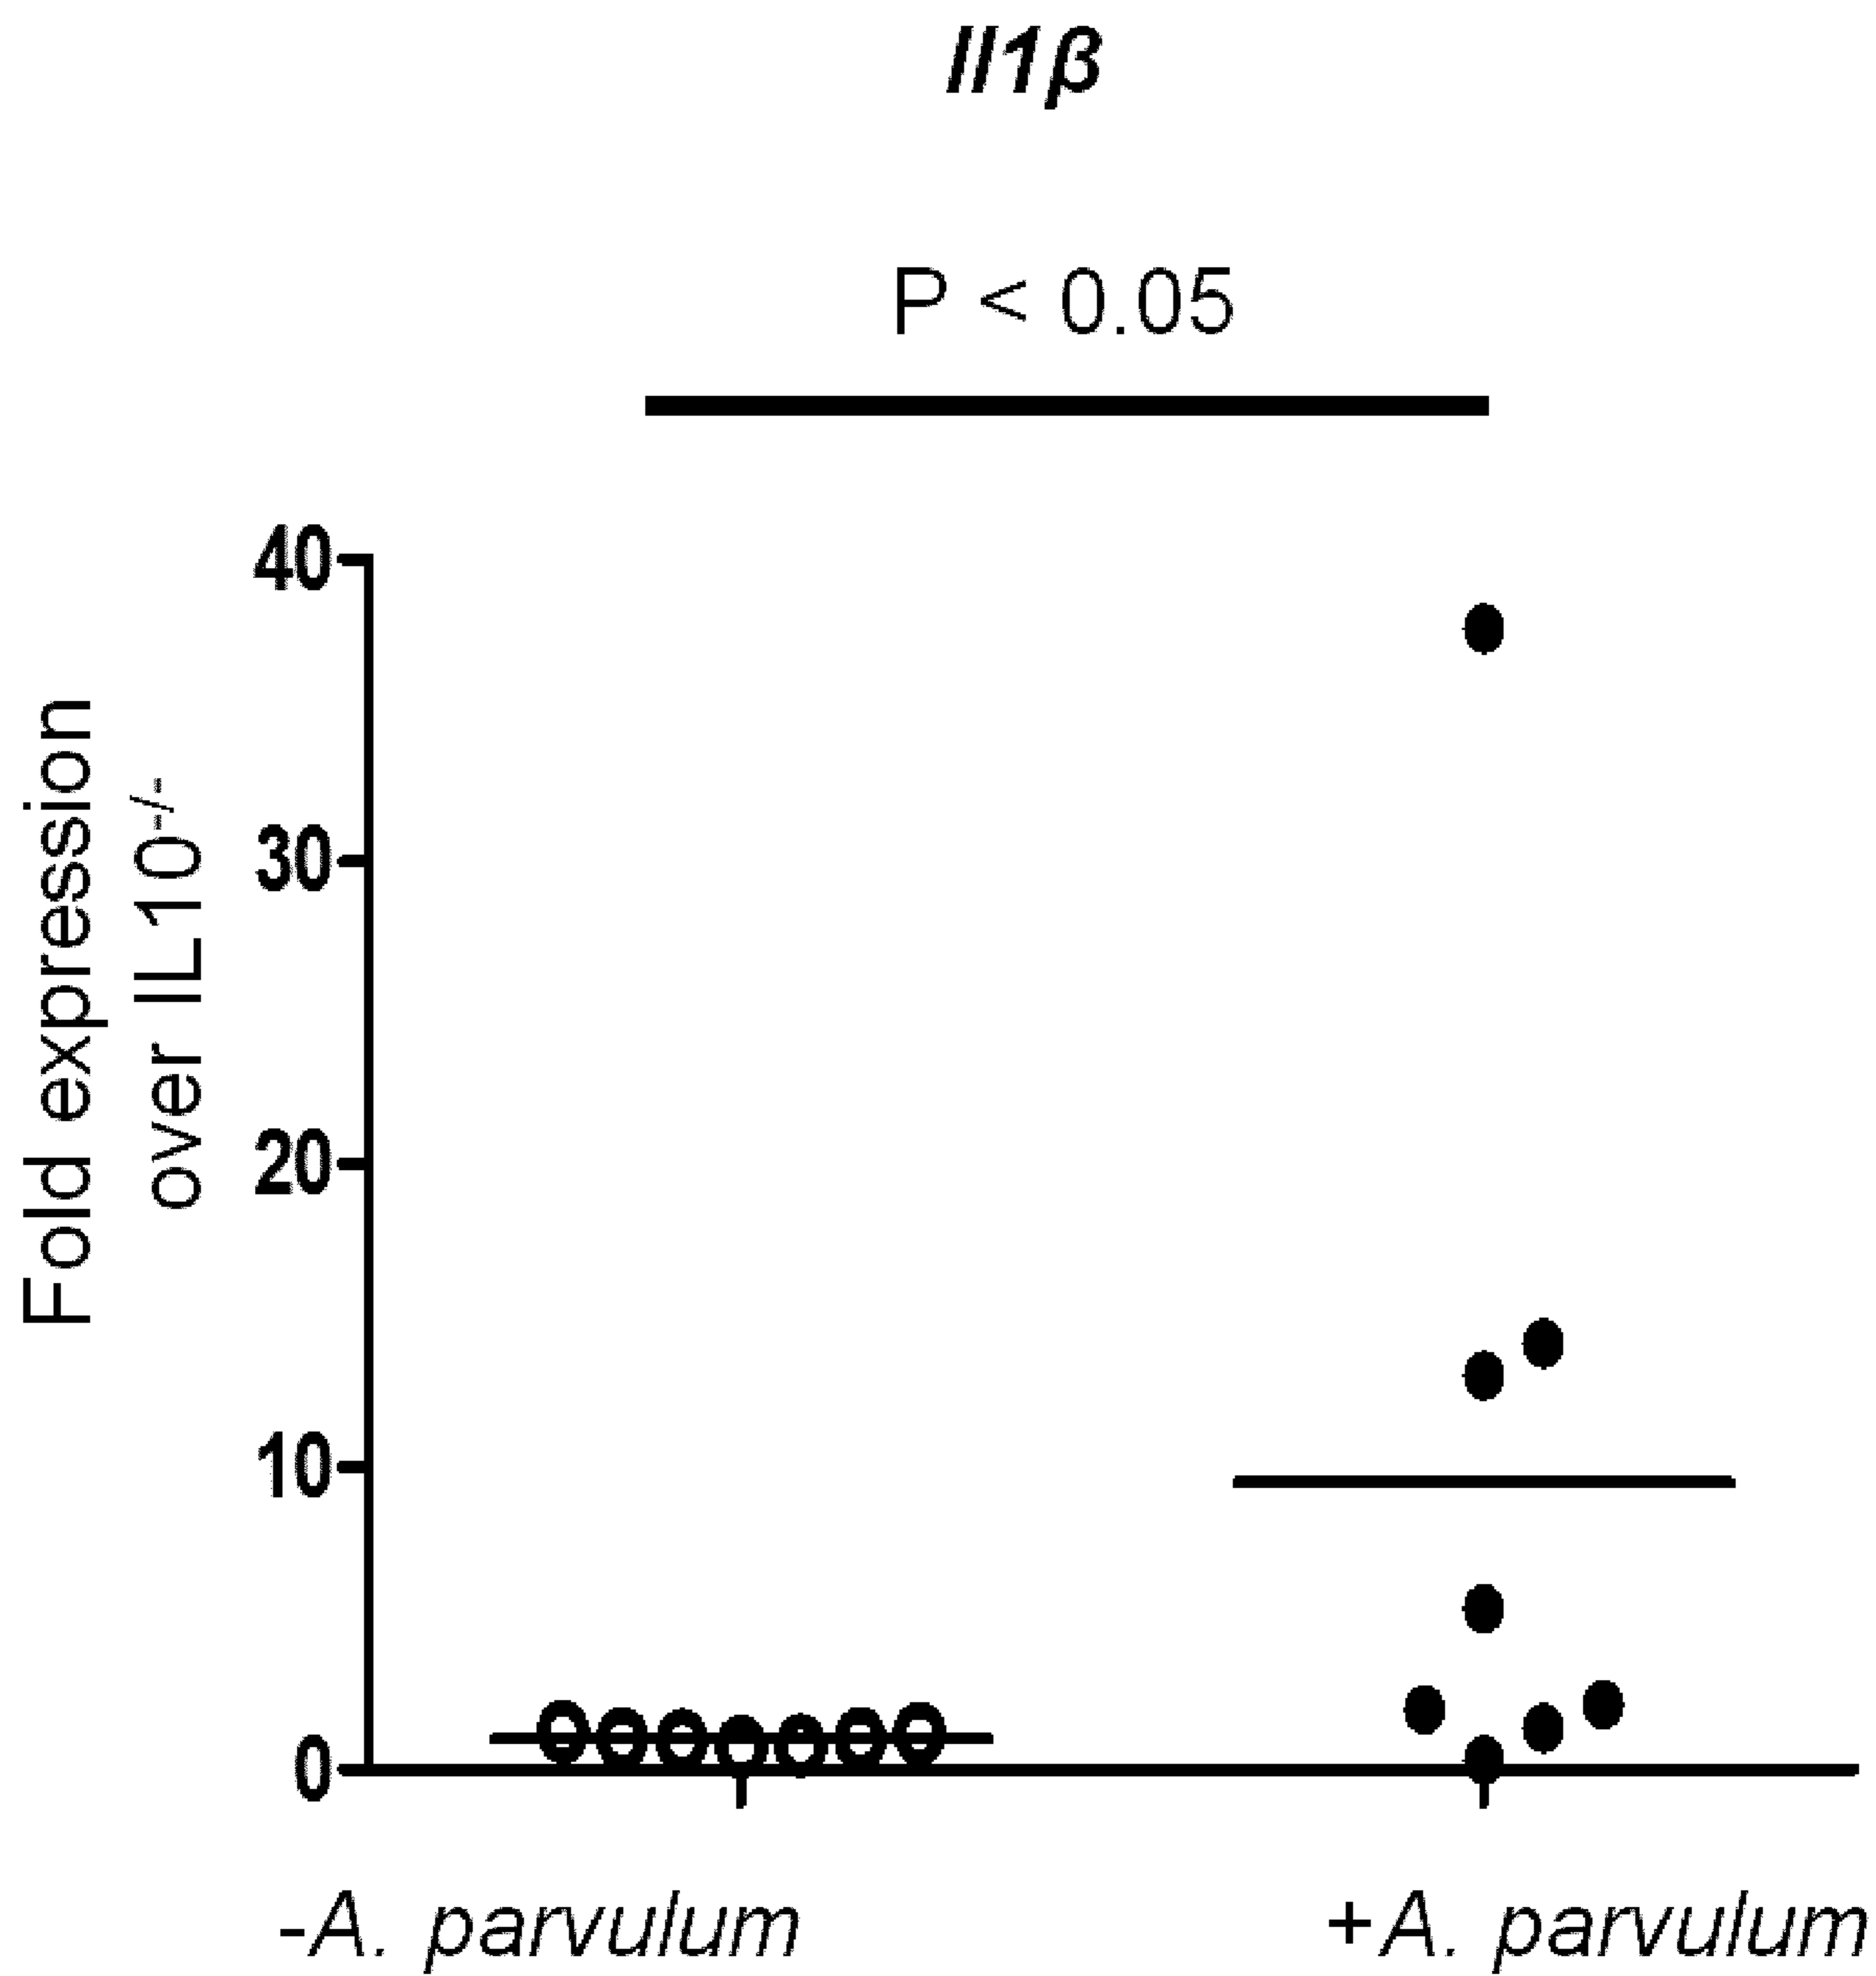 Il1β
P < 0.05
Fold expression
over IL10-/-
40
30
20
10
0
-A. parvulum
+A. parvulum